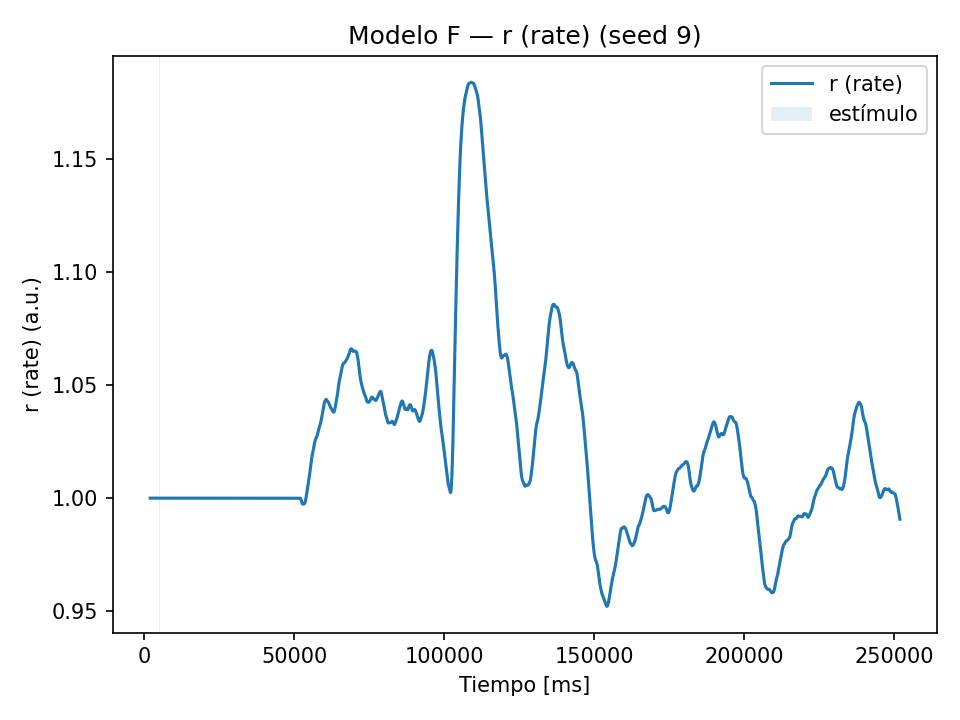 Modelo F — r (rate) (seed 9)
r (rate)
estímulo
r (rate) (a.u.)
1.15
1.10
1.05
1.00
0.95
0 50000 100000 150000 200000 250000
Tiempo [ms]